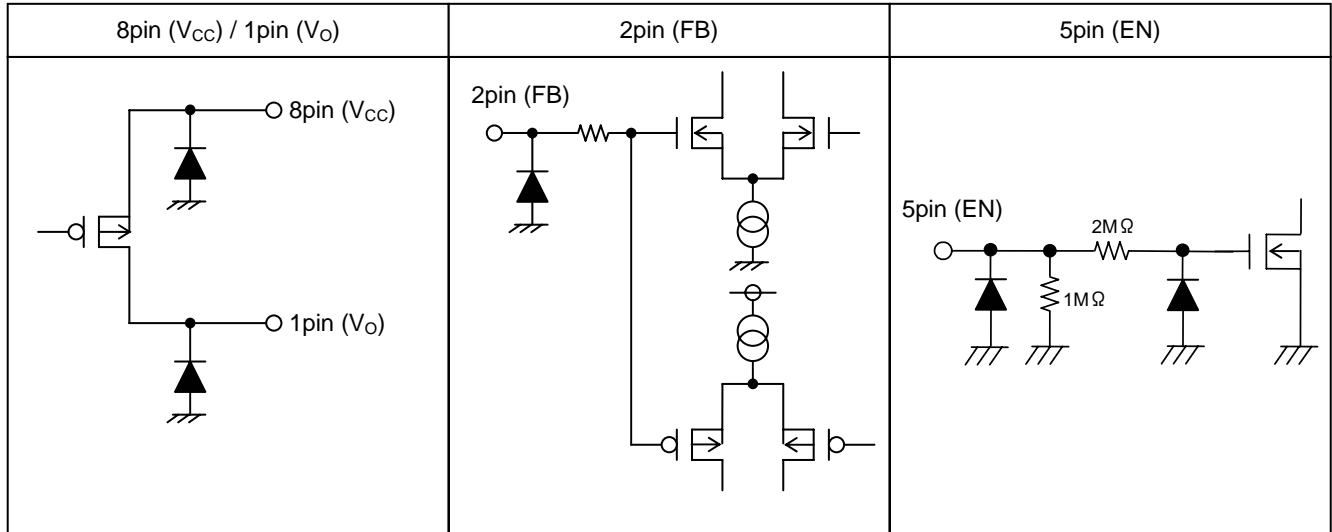 8pin (VCC) / 1pin (VO)
2pin (FB)
5pin (EN)
8pin (VCC)
1pin (VO)
2pin (FB)
5pin (EN)
2MΩ
1MΩ